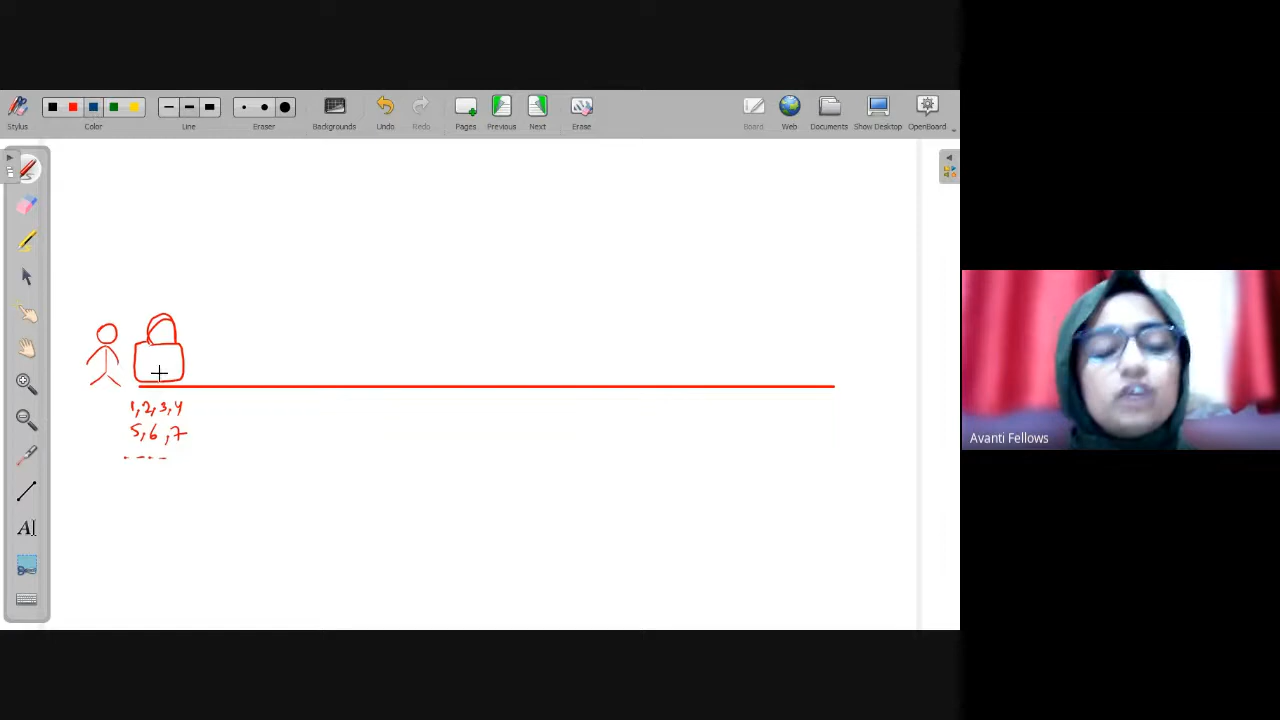 Stylus
Color
Line
Eraser
Backgrounds
Undo
Redo
Pages
Previous
Next
Erase
Board
Web
Documents
Show Desktop
OpenBoard
1, 2, 3, 4
5, 6, 7
----
Avanti Fellows